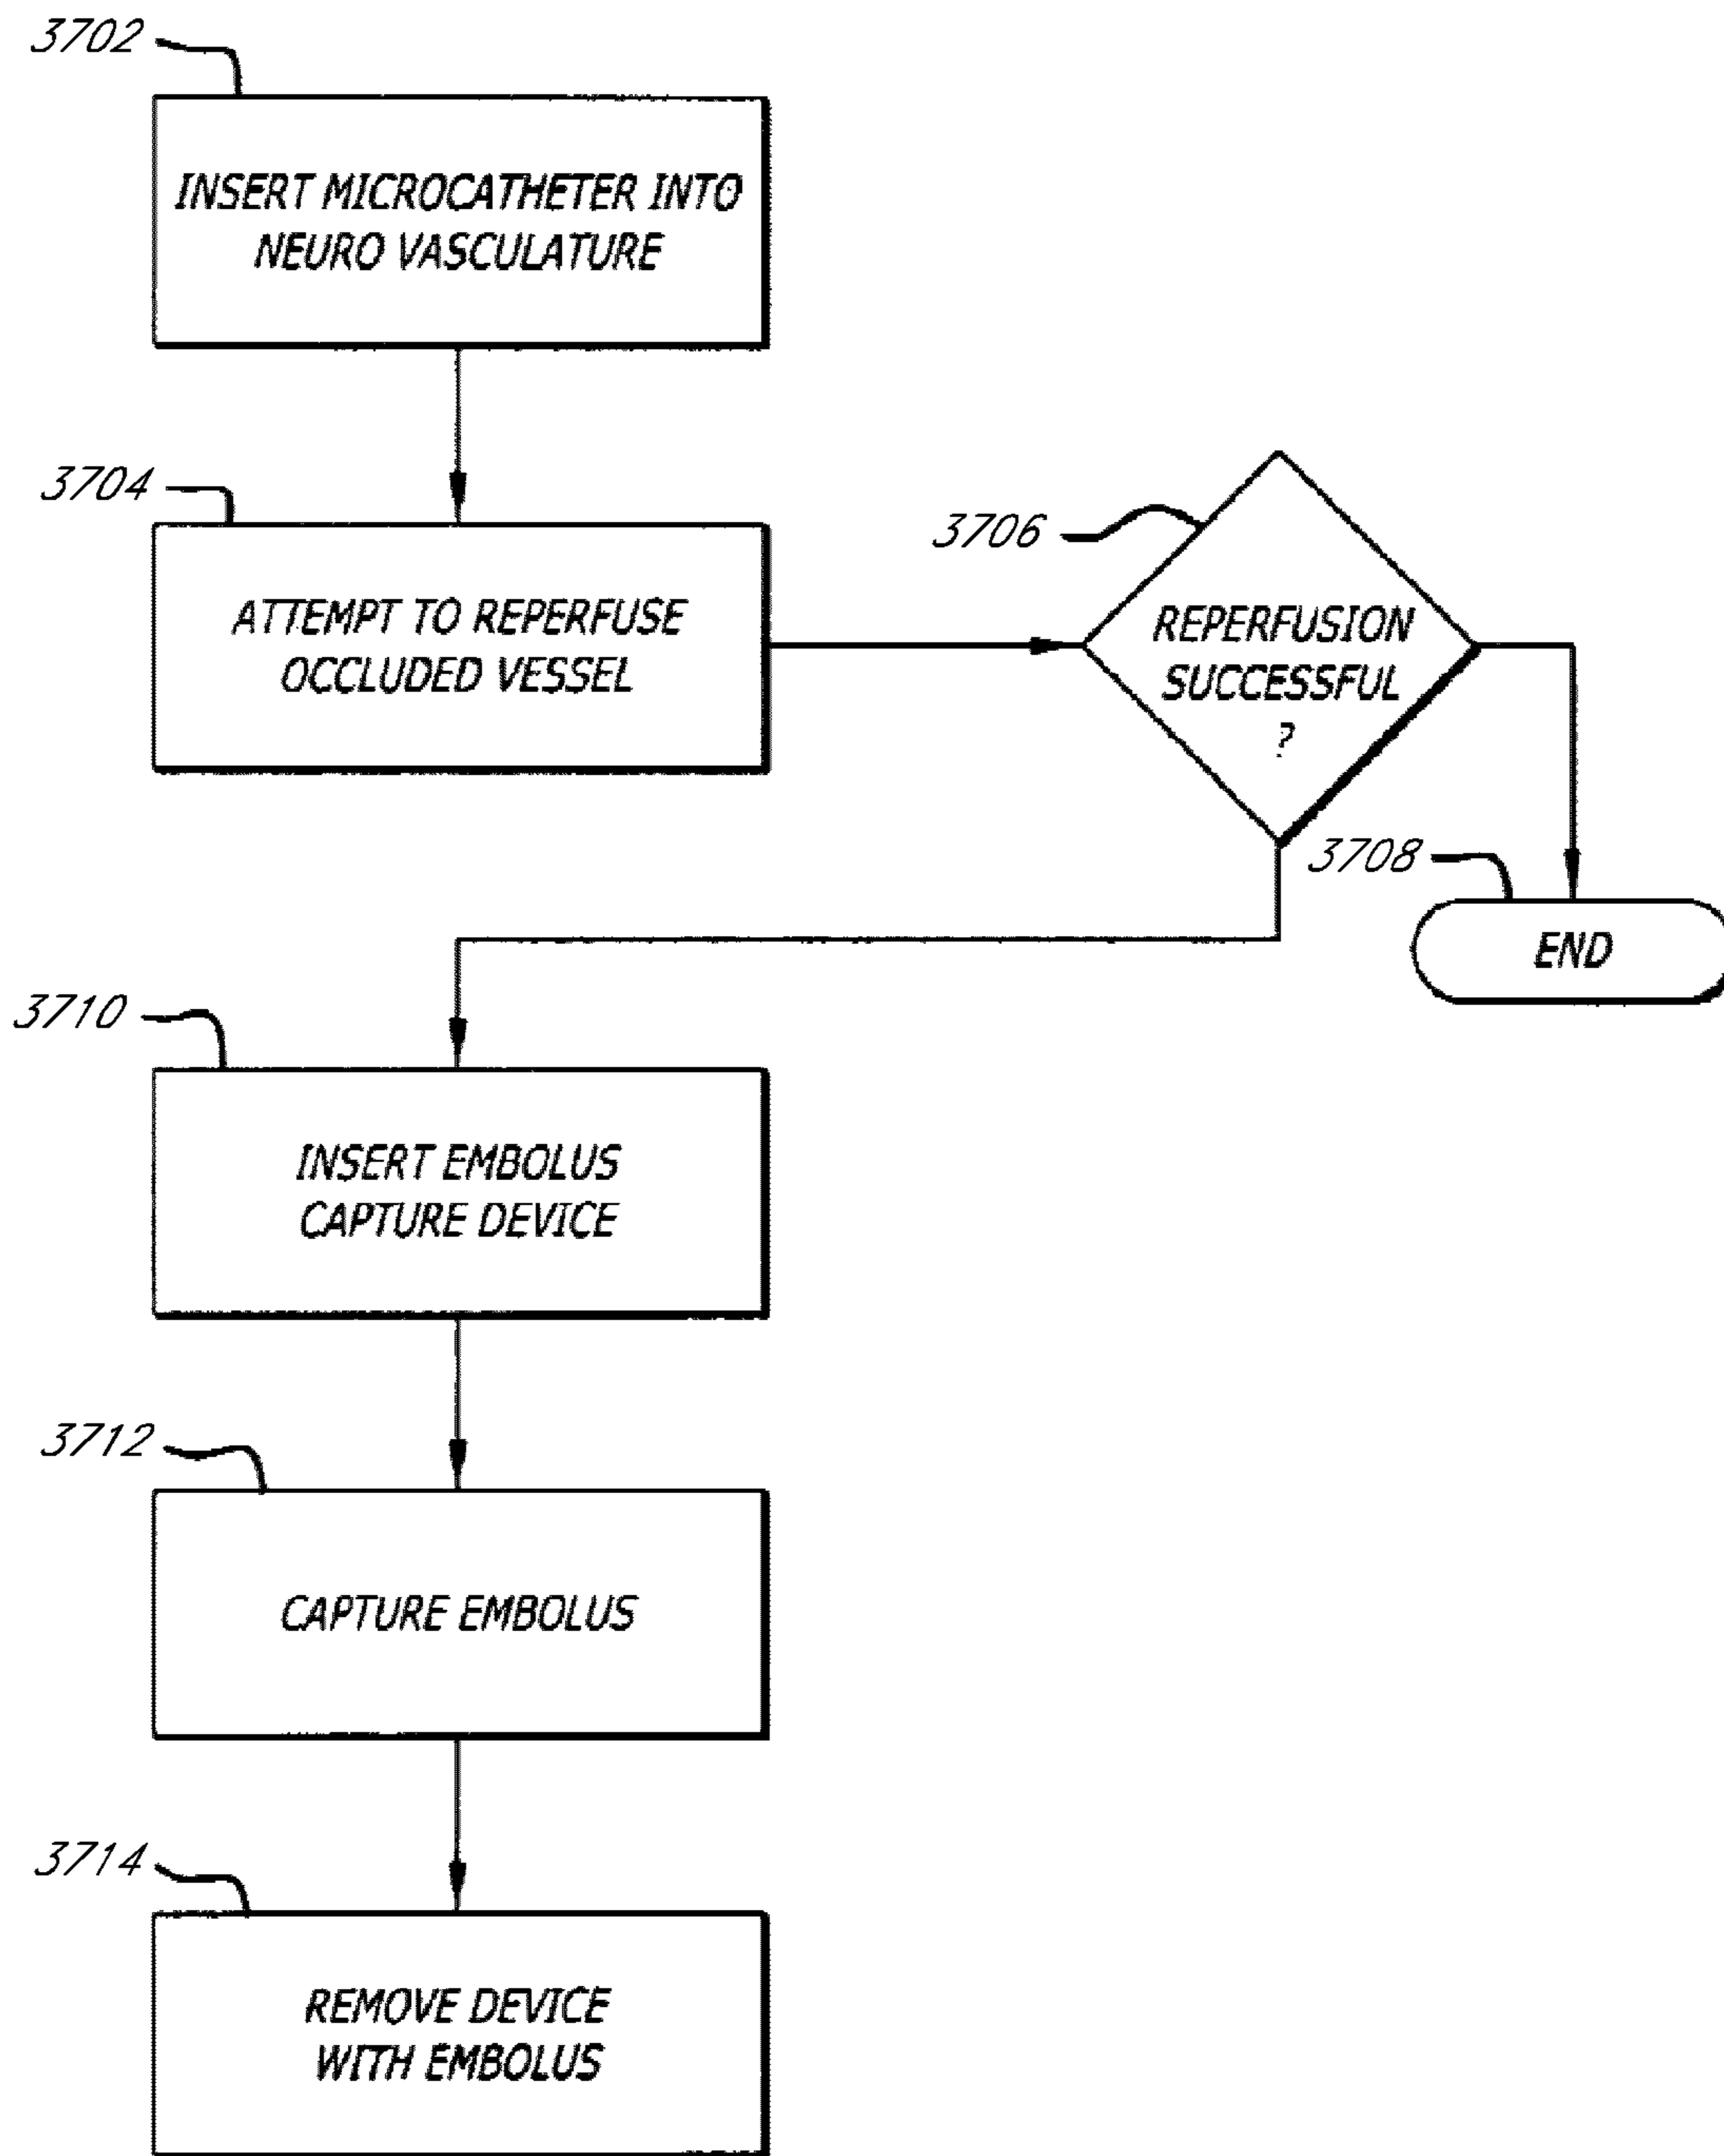 3702
INSERT MICROCATHETER INTO
NEURO VASCULATURE
3704
ATTEMPT TO REPERFUSE
OCCLUDED VESSEL
3706
REPERFUSION
SUCCESSFUL
?
3708
END
3710
INSERT EMBOLUS
CAPTURE DEVICE
3712
CAPTURE EMBOLUS
3714
REMOVE DEVICE
WITH EMBOLUS